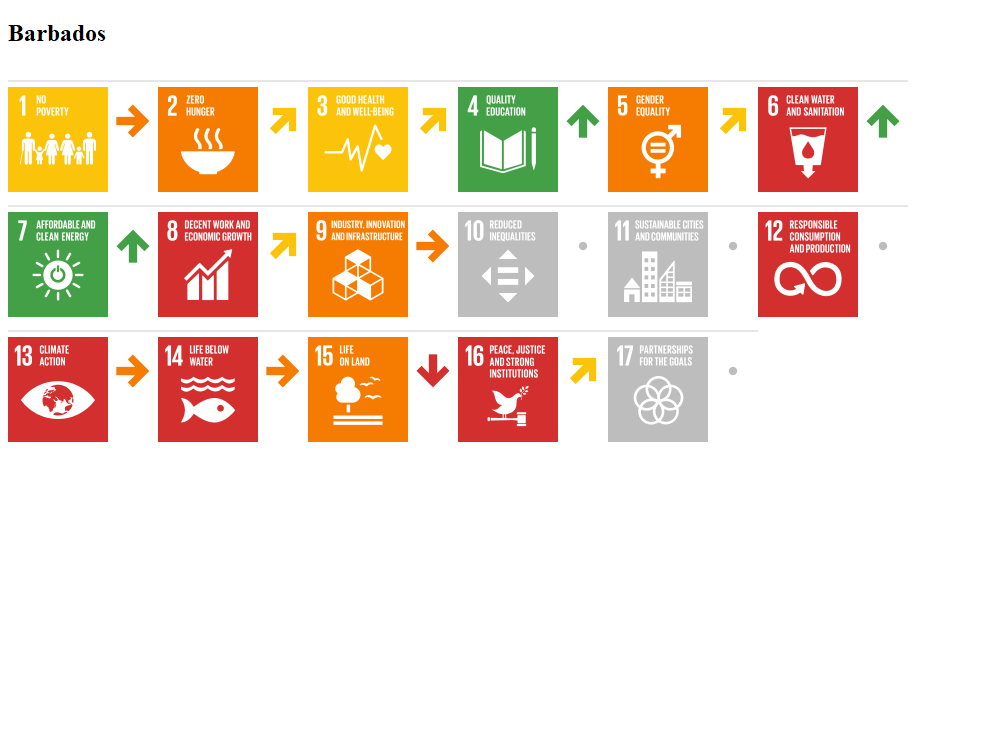 Barbados
1 NO
POVERTY
2 ZERO
HUNGER
3 GOOD HEALTH
AND WELL-BEING
4 QUALITY
EDUCATION
5 GENDER
EQUALITY
6 CLEAN WATER
AND SANITATION
7 AFFORDABLE AND
CLEAN ENERGY
8 DECENT WORK AND
ECONOMIC GROWTH
9 INDUSTRY, INNOVATION
AND INFRASTRUCTURE
10 REDUCED
INEQUALITIES
11 SUSTAINABLE CITIES
AND COMMUNITIES
12 RESPONSIBLE
CONSUMPTION
AND PRODUCTION
13 CLIMATE
ACTION
14 LIFE BELOW
WATER
15 LIFE
ON LAND
16 PEACE, JUSTICE
AND STRONG
INSTITUTIONS
17 PARTNERSHIPS
FOR THE GOALS